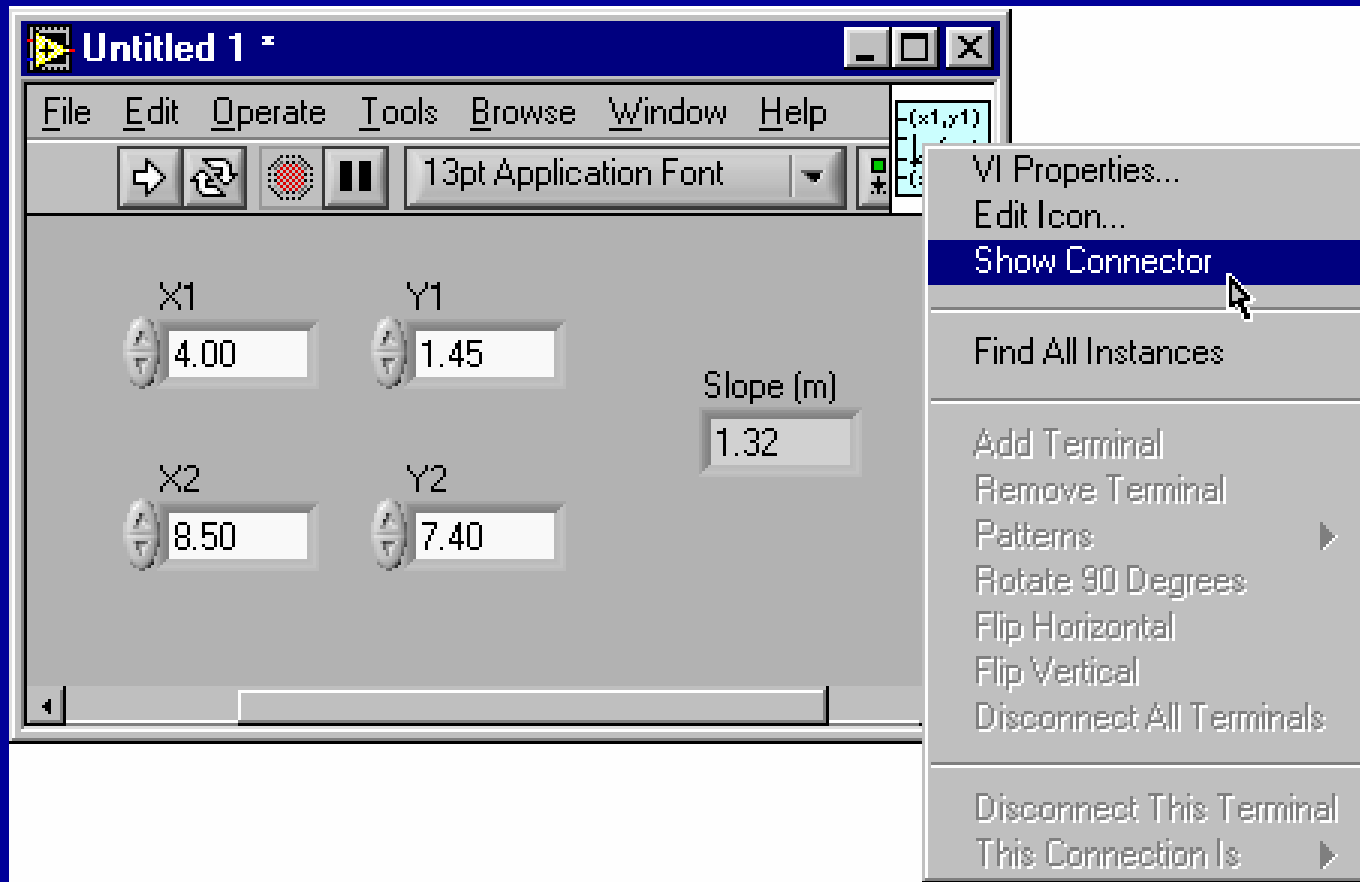 Untitled 1 *
File Edit Operate Tools Browse Window Help
(x1,y1)
13pt Application Font
X1 Y1
4.00 1.45
Slope (m)
1.32
X2 Y2
8.50 7.40
VI Properties...
Edit Icon...
Show Connector
Find All Instances
Add Terminal
Remove Terminal
Patterns
Rotate 90 Degrees
Flip Horizontal
Flip Vertical
Disconnect All Terminals
Disconnect This Terminal
This Connection Is